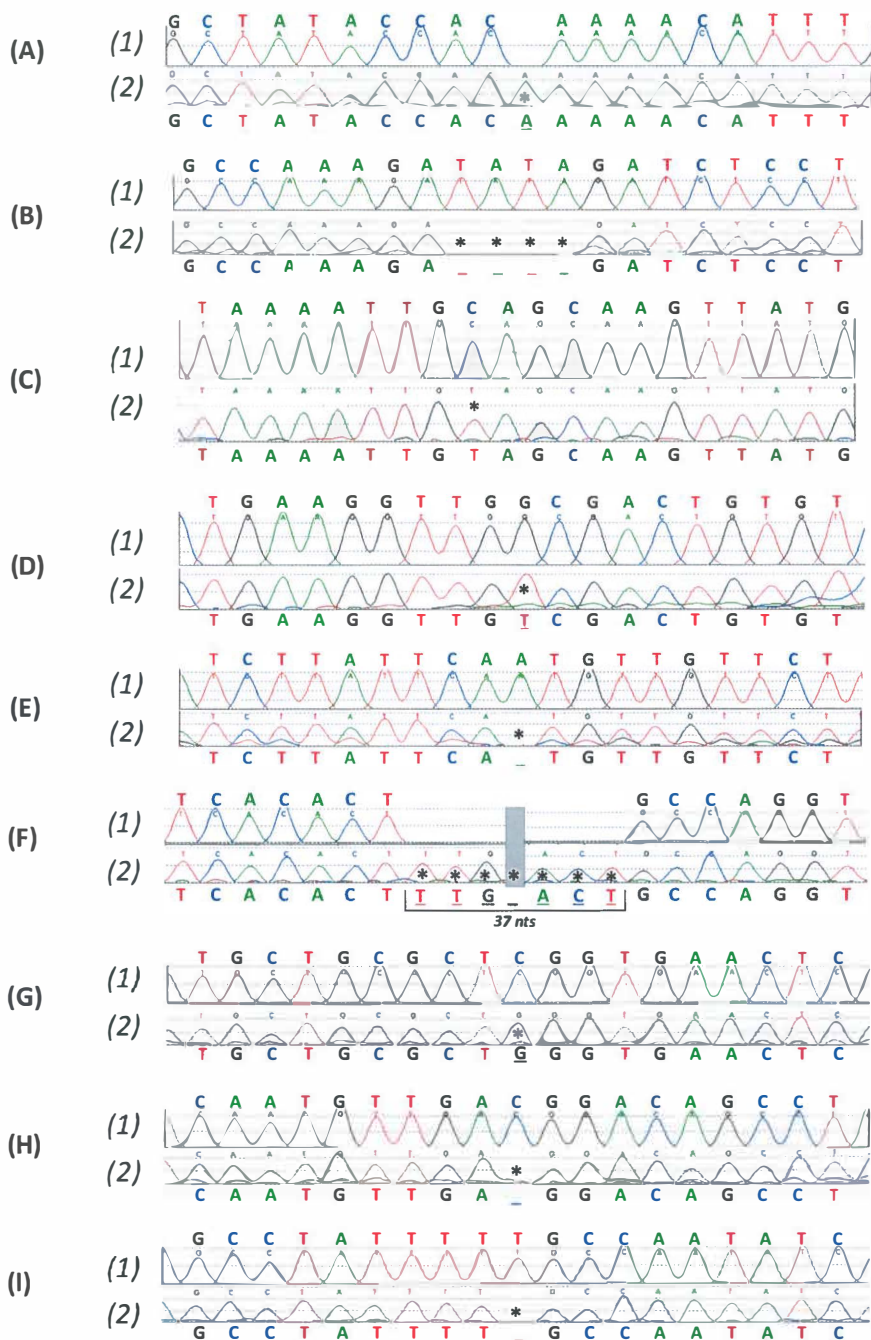 (A)
(1) G C T A T A C C A C A A A A C A T T T
(2) *
G C T A T A C C A C A A A A A C A T T T
(B)
(1) G C C A A A G A T A T A G A T C T C C T
(2) * * * *
G C C A A A G A _ _ _ _ G A T C T C C T
(C)
(1) T A A A A T T G C A G C A A G T T A T G
(2) *
T A A A A T T G T A G C A A G T T A T G
(D)
(1) T G A A G G T T G G C G A C T G T G T
(2) *
T G A A G G T T G T C G A C T G T G T
(E)
(1) T C T T A T T C A A T G T T G T T C T
(2) *
T C T T A T T C A _ T G T T G T T C T
(F)
(1) T C A C A C T G C C A G G T
(2) * * * * * * *
T C A C A C T T T G _ A C T G C C A G G T
37 nts
(G)
(1) T G C T G C G C T C G G T G A A C T C
(2) *
T G C T G C G C T G G G T G A A C T C
(H)
(1) C A A T G T T G A C G G A C A G C C T
(2) *
C A A T G T T G A _ G G A C A G C C T
(I)
(1) G C C T A T T T T T G C C A A T A T C
(2) *
G C C T A T T T T _ G C C A A T A T C